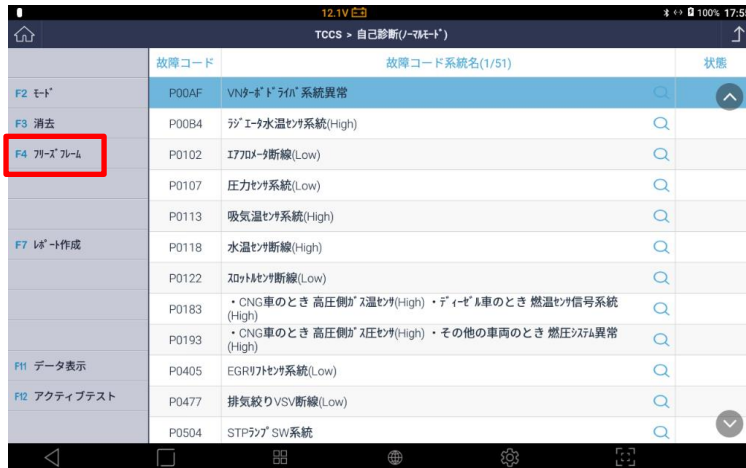 12.1V 100% 17:5
TCCS > 自己診断(ﾉｰﾏﾙﾓｰﾄﾞ)
故障コード 故障コード系統名(1/51) 状態
F2 ﾓｰﾄﾞ
P00AF VNﾀｰﾎﾞﾄﾞﾗｲﾊﾞ系統異常
F3 消去
P00B4 ﾗｼﾞｴｰﾀ水温ｾﾝｻ系統(High)
F4 ﾌﾘｰｽﾞﾌﾚｰﾑ
P0102 ｴｱﾌﾛﾒｰﾀ断線(Low)
P0107 圧力ｾﾝｻ系統(Low)
P0113 吸気温ｾﾝｻ系統(High)
F7 ﾚﾎﾟｰﾄ作成
P0118 水温ｾﾝｻ断線(High)
P0122 ｽﾛｯﾄﾙｾﾝｻ断線(Low)
P0183 ・CNG車のとき 高圧側ｶﾞｽ温ｾﾝｻ(High) ・ﾃﾞｨｰｾﾞﾙ車のとき 燃温ｾﾝｻ信号系統
(High)
P0193 ・CNG車のとき 高圧側ｶﾞｽ圧ｾﾝｻ(High) ・その他の車両のとき 燃圧ｼｽﾃﾑ異常
(High)
F11 データ表示
P0405 EGRﾘﾌﾄｾﾝｻ系統(Low)
F12 アクティブテスト
P0477 排気絞りVSV断線(Low)
P0504 STPﾗﾝﾌﾟSW系統